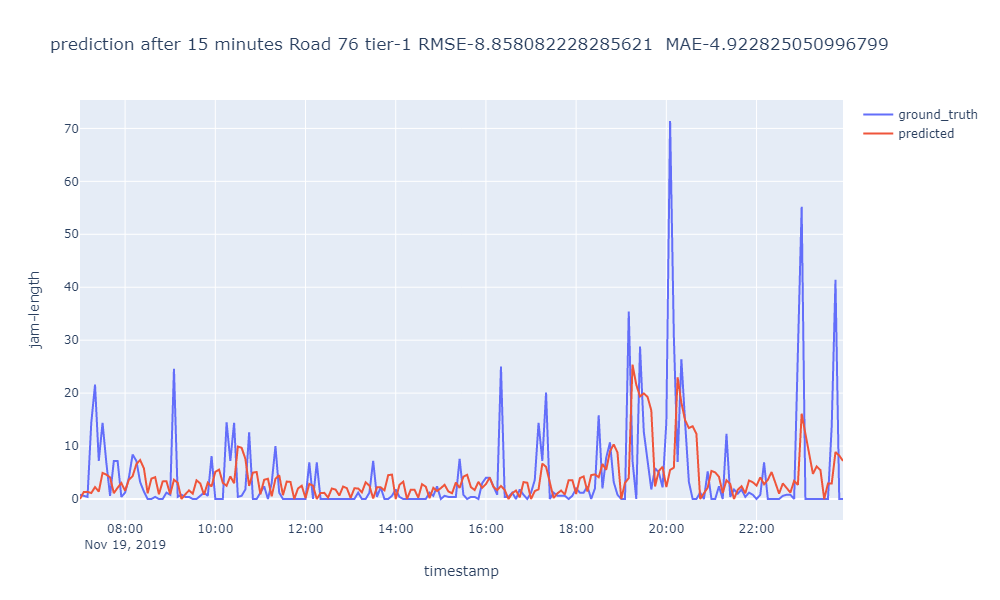 prediction after 15 minutes Road 76 tier-1 RMSE-8.858082228285621  MAE-4.922825050996799
ground_truth
predicted
70
60
50
40
30
20
10
0
jam-length
08:00 10:00 12:00 14:00 16:00 18:00 20:00 22:00
Nov 19, 2019
timestamp